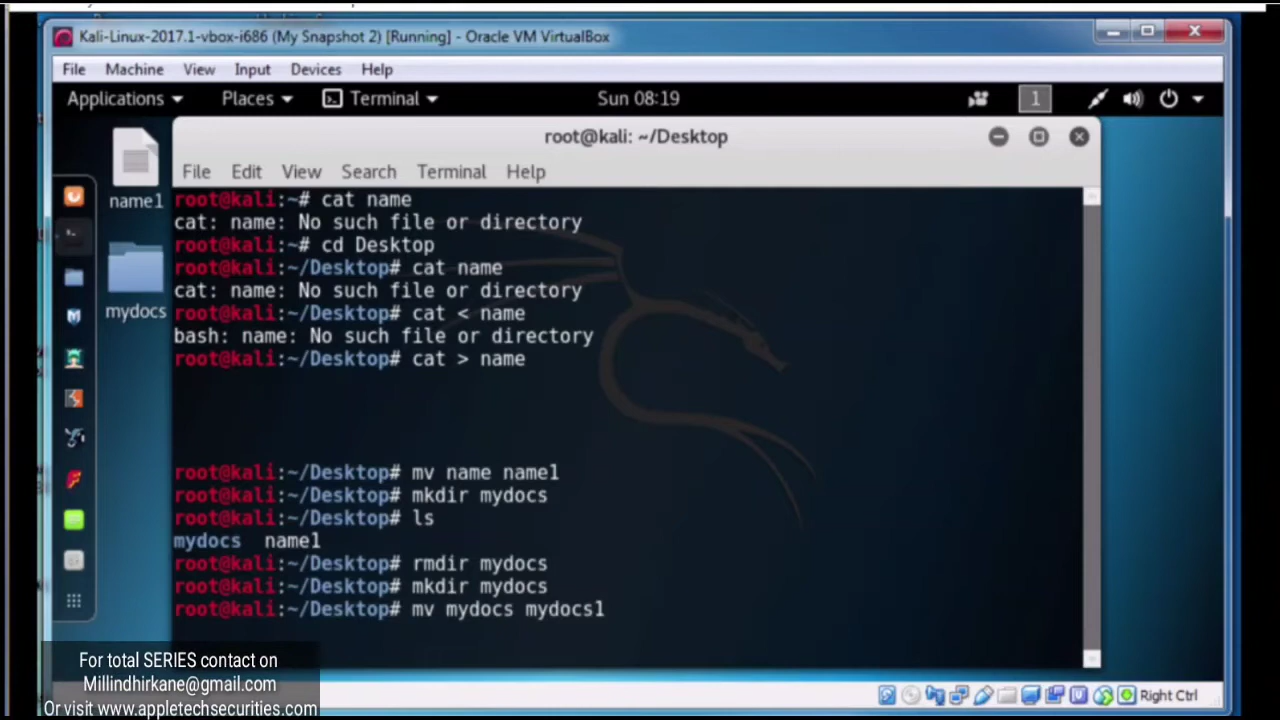 Kali-Linux-2017.1-vbox-i686 (My Snapshot 2) [Running] - Oracle VM VirtualBox
File Machine View Input Devices Help
Applications Places Terminal Sun 08:19 1
root@kali: ~/Desktop
File Edit View Search Terminal Help
name1
mydocs
root@kali:~# cat name
cat: name: No such file or directory
root@kali:~# cd Desktop
root@kali:~/Desktop# cat name
cat: name: No such file or directory
root@kali:~/Desktop# cat < name
bash: name: No such file or directory
root@kali:~/Desktop# cat > name
root@kali:~/Desktop# mv name name1
root@kali:~/Desktop# mkdir mydocs
root@kali:~/Desktop# ls
mydocs  name1
root@kali:~/Desktop# rmdir mydocs
root@kali:~/Desktop# mkdir mydocs
root@kali:~/Desktop# mv mydocs mydocs1
For total SERIES contact on
Millindhirkane@gmail.com
Or visit www.appletechsecurities.com
Right Ctrl